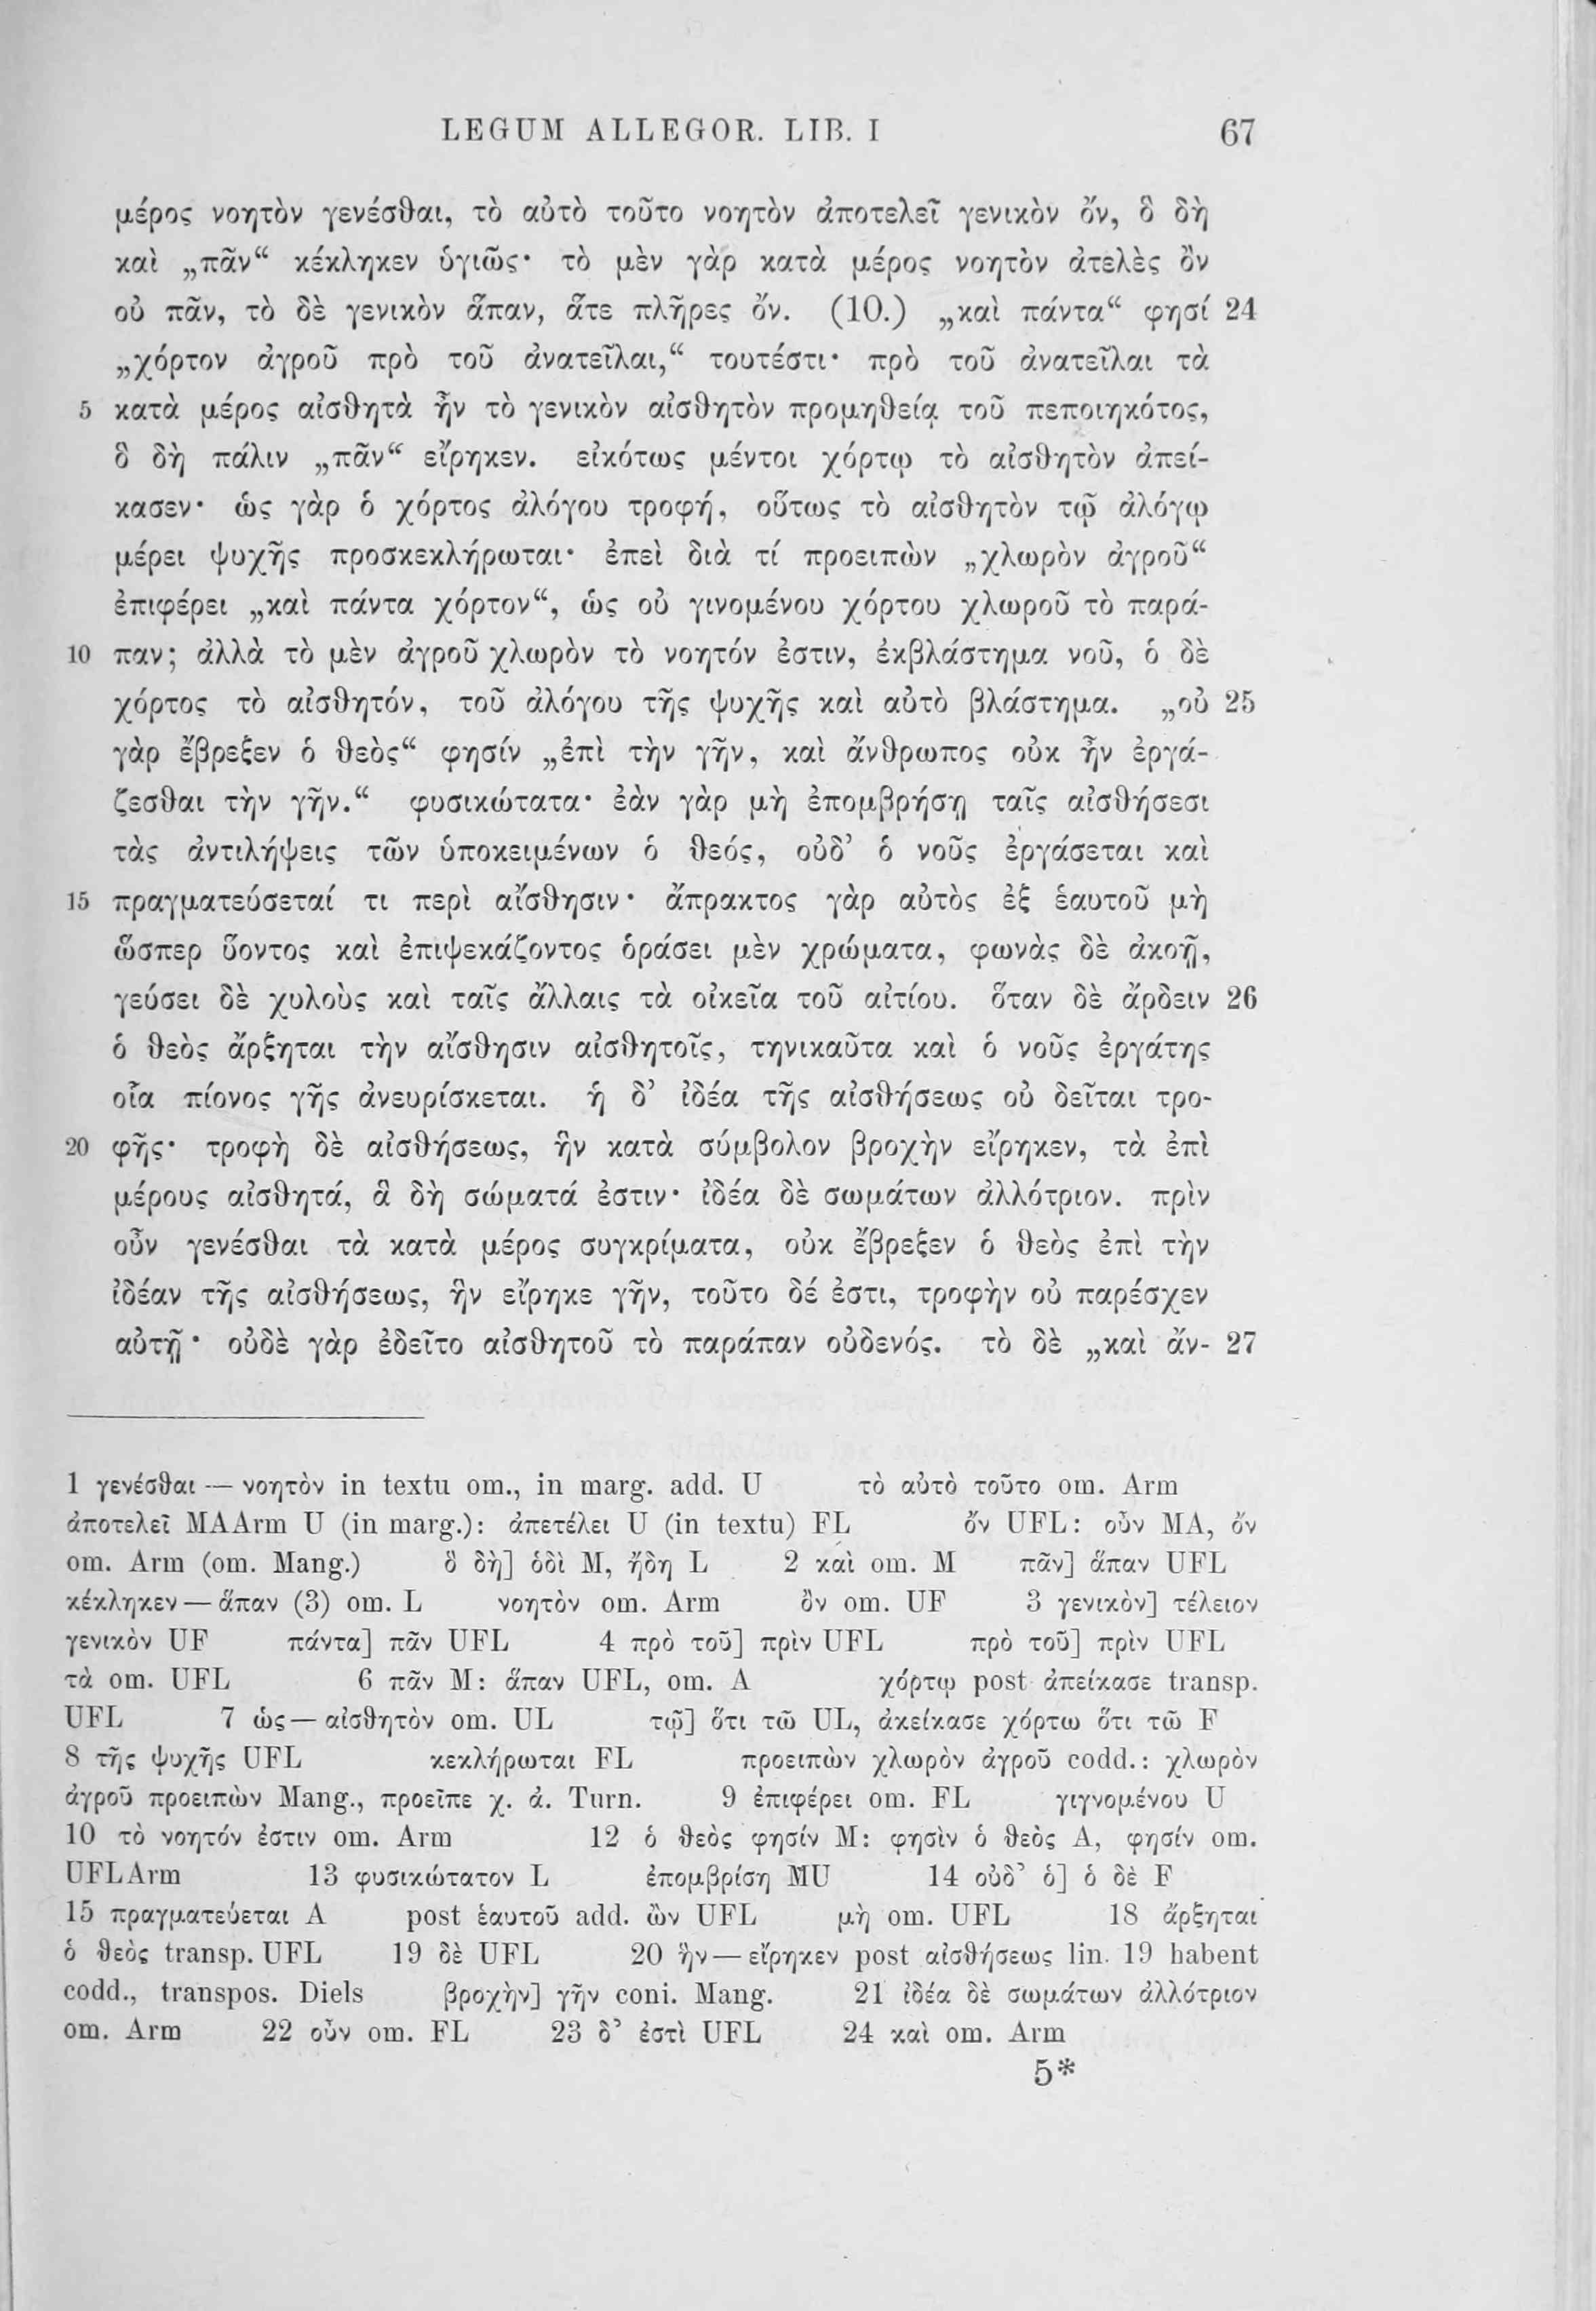 LEGUM ALLEGOR. LIB. I 67
μέρος νοητὸν γενέσθαι, τὸ αὐτὸ τοῦτο νοητὸν ἀποτελεῖ γενικὸν ὄν, ὃ δὴ
καὶ „πᾶν“ κέκληκεν ὑγιῶς· τὸ μὲν γὰρ κατὰ μέρος νοητὸν ἀτελὲς ὂν
οὐ πᾶν, τὸ δὲ γενικὸν ἅπαν, ἅτε πλῆρες ὄν. (10.) „καὶ πάντα“ φησί 24
„χόρτον ἀγροῦ πρὸ τοῦ ἀνατεῖλαι,“ τουτέστι· πρὸ τοῦ ἀνατεῖλαι τὰ
5 κατὰ μέρος αἰσθητὰ ἦν τὸ γενικὸν αἰσθητὸν προμηθείᾳ τοῦ πεποιηκότος,
ὃ δὴ πάλιν „πᾶν“ εἴρηκεν. εἰκότως μέντοι χόρτῳ τὸ αἰσθητὸν ἀπεί-
κασεν· ὡς γὰρ ὁ χόρτος ἀλόγου τροφή, οὕτως τὸ αἰσθητὸν τῷ ἀλόγῳ
μέρει ψυχῆς προσκεκλήρωται· ἐπεὶ διὰ τί προειπὼν „χλωρὸν ἀγροῦ“
ἐπιφέρει „καὶ πάντα χόρτον“, ὡς οὐ γινομένου χόρτου χλωροῦ τὸ παρά-
10 παν; ἀλλὰ τὸ μὲν ἀγροῦ χλωρὸν τὸ νοητόν ἐστιν, ἐκβλάστημα νοῦ, ὁ δὲ
χόρτος τὸ αἰσθητόν, τοῦ ἀλόγου τῆς ψυχῆς καὶ αὐτὸ βλάστημα. „οὐ 25
γὰρ ἔβρεξεν ὁ θεὸς“ φησίν „ἐπὶ τὴν γῆν, καὶ ἄνθρωπος οὐκ ἦν ἐργά-
ζεσθαι τὴν γῆν.“ φυσικώτατα· ἐὰν γὰρ μὴ ἐπομβρήσῃ ταῖς αἰσθήσεσι
τὰς ἀντιλήψεις τῶν ὑποκειμένων ὁ θεός, οὐδ’ ὁ νοῦς ἐργάσεται καὶ
15 πραγματεύσεταί τι περὶ αἴσθησιν· ἄπρακτος γὰρ αὐτὸς ἐξ ἑαυτοῦ μὴ
ὥσπερ ὕοντος καὶ ἐπιψεκάζοντος ὁράσει μὲν χρώματα, φωνὰς δὲ ἀκοῇ,
γεύσει δὲ χυλοὺς καὶ ταῖς ἄλλαις τὰ οἰκεῖα τοῦ αἰτίου. ὅταν δὲ ἄρδειν 26
ὁ θεὸς ἄρξηται τὴν αἴσθησιν αἰσθητοῖς, τηνικαῦτα καὶ ὁ νοῦς ἐργάτης
οἷα πίονος γῆς ἀνευρίσκεται. ἡ δ’ ἰδέα τῆς αἰσθήσεως οὐ δεῖται τρο-
20 φῆς· τροφὴ δὲ αἰσθήσεως, ἣν κατὰ σύμβολον βροχὴν εἴρηκεν, τὰ ἐπὶ
μέρους αἰσθητά, ἃ δὴ σώματά ἐστιν· ἰδέα δὲ σωμάτων ἀλλότριον. πρὶν
οὖν γενέσθαι τὰ κατὰ μέρος συγκρίματα, οὐκ ἔβρεξεν ὁ θεὸς ἐπὶ τὴν
ἰδέαν τῆς αἰσθήσεως, ἣν εἴρηκε γῆν, τοῦτο δέ ἐστι, τροφὴν οὐ παρέσχεν
αὐτῇ· οὐδὲ γὰρ ἐδεῖτο αἰσθητοῦ τὸ παράπαν οὐδενός. τὸ δὲ „καὶ ἄν- 27
1 γενέσθαι — νοητὸν in textu om., in marg. add. U τὸ αὐτὸ τοῦτο om. Arm
ἀποτελεῖ MAArm U (in marg.): ἀπετέλει U (in textu) FL ὄν UFL: οὖν MA, ὄν
om. Arm (om. Mang.) ὃ δὴ] ὁδὶ M, ἤδη L 2 καὶ om. M πᾶν] ἅπαν UFL
κέκληκεν — ἅπαν (3) om. L νοητὸν om. Arm ὂν om. UF 3 γενικὸν] τέλειον
γενικὸν UF πάντα] πᾶν UFL 4 πρὸ τοῦ] πρὶν UFL πρὸ τοῦ] πρὶν UFL
τὰ om. UFL 6 πᾶν M: ἅπαν UFL, om. A χόρτῳ post ἀπείκασε transp.
UFL 7 ὡς — αἰσθητὸν om. UL τῷ] ὅτι τῶ UL, ἀκείκασε χόρτω ὅτι τῶ F
8 τῆς ψυχῆς UFL κεκλήρωται FL προειπὼν χλωρὸν ἀγροῦ codd.: χλωρὸν
ἀγροῦ προειπὼν Mang., προεῖπε χ. ἀ. Turn. 9 ἐπιφέρει om. FL γιγνομένου U
10 τὸ νοητόν ἐστιν om. Arm 12 ὁ θεὸς φησίν M: φησὶν ὁ θεὸς A, φησίν om.
UFLArm 13 φυσικώτατον L ἐπομβρίση MU 14 οὐδ’ ὁ] ὁ δὲ F
15 πραγματεύεται A post ἑαυτοῦ add. ὢν UFL μὴ om. UFL 18 ἄρξηται
ὁ θεὸς transp. UFL 19 δὲ UFL 20 ἣν — εἴρηκεν post αἰσθήσεως lin. 19 habent
codd., transpos. Diels βροχὴν] γῆν coni. Mang. 21 ἰδέα δὲ σωμάτων ἀλλότριον
om. Arm 22 οὖν om. FL 23 δ’ ἐστὶ UFL 24 καὶ om. Arm
5*